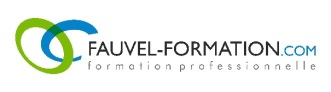 FAUVEL-FORMATION.COM
formation professionnelle